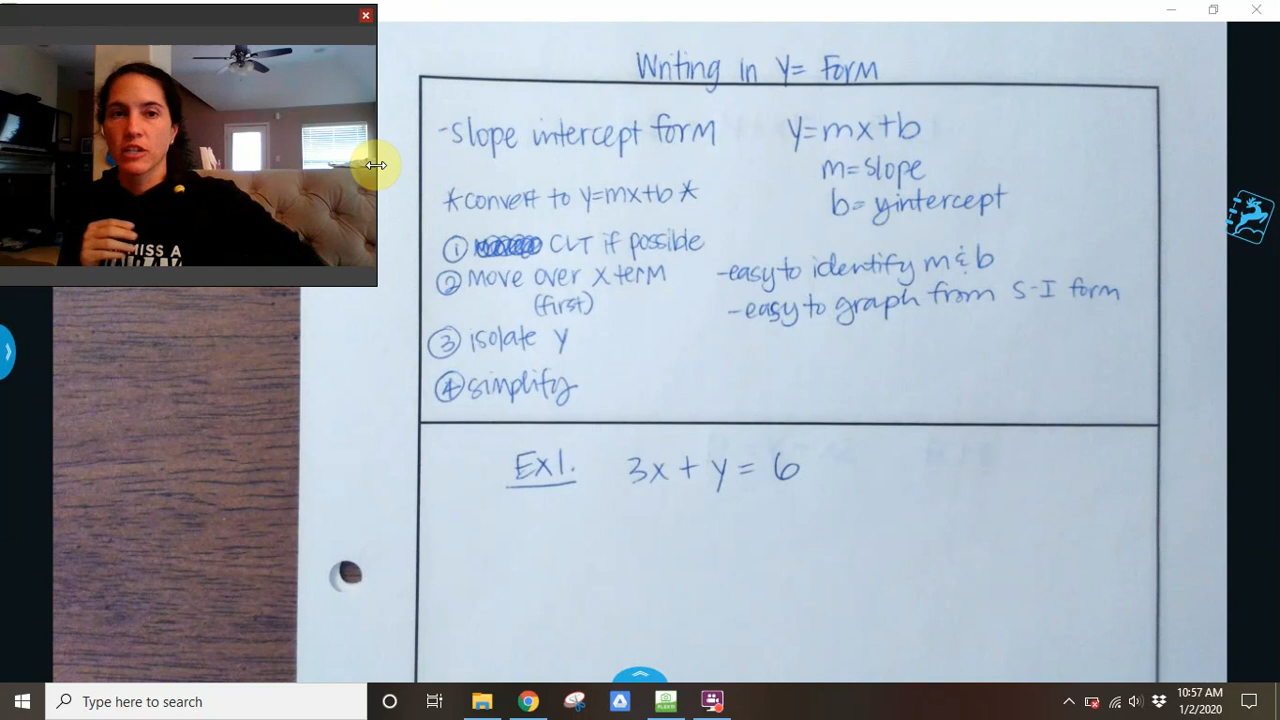 Writing in y= Form
-slope intercept form
y=mx+b
m=slope
b=yintercept
*convert to y=mx+b*
① CLT if possible
② Move over x term
(first)
③ isolate y
④ simplify
-easy to identify m & b
-easy to graph from S-I form
Ex1. 3x + y = 6
MISS A
Type here to search
10:57 AM
1/2/2020